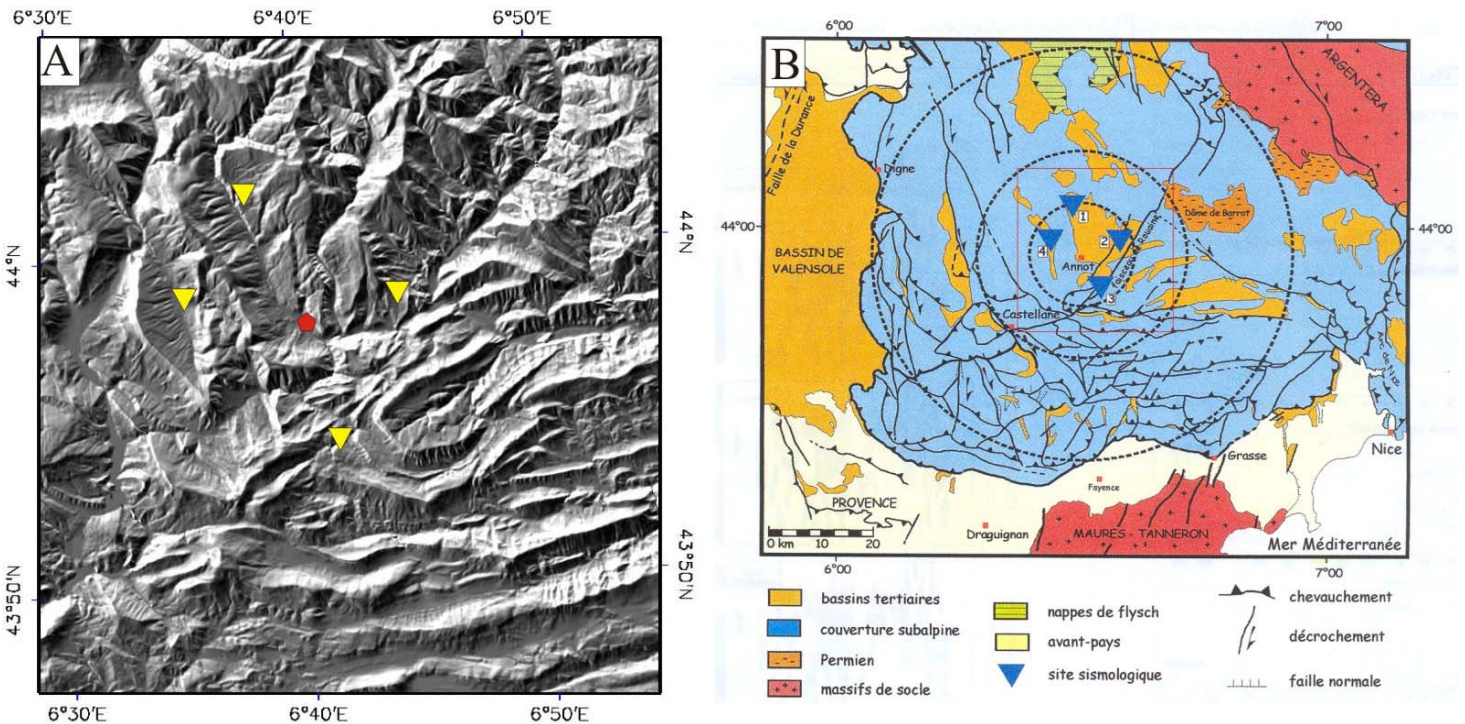 6°30'E 6°40'E 6°50'E
A
44°N
43°50'N
44°N
43°50'N
6°30'E 6°40'E 6°50'E
6°00 7°00
B
ARGENTERA
Faille de la Durance
Digne
44°00
44°00
Dôme de Barrot
BASSIN DE
VALENSOLE
1
2
4
Annot
3
Castellane
Arc de Nice
Nice
Grasse
Fayence
PROVENCE
Draguignan
MAURES - TANNERON
Mer Méditerranée
0 km 10 20
6°00 7°00
bassins tertiaires
couverture subalpine
Permien
massifs de socle
nappes de flysch
avant-pays
site sismologique
chevauchement
décrochement
faille normale